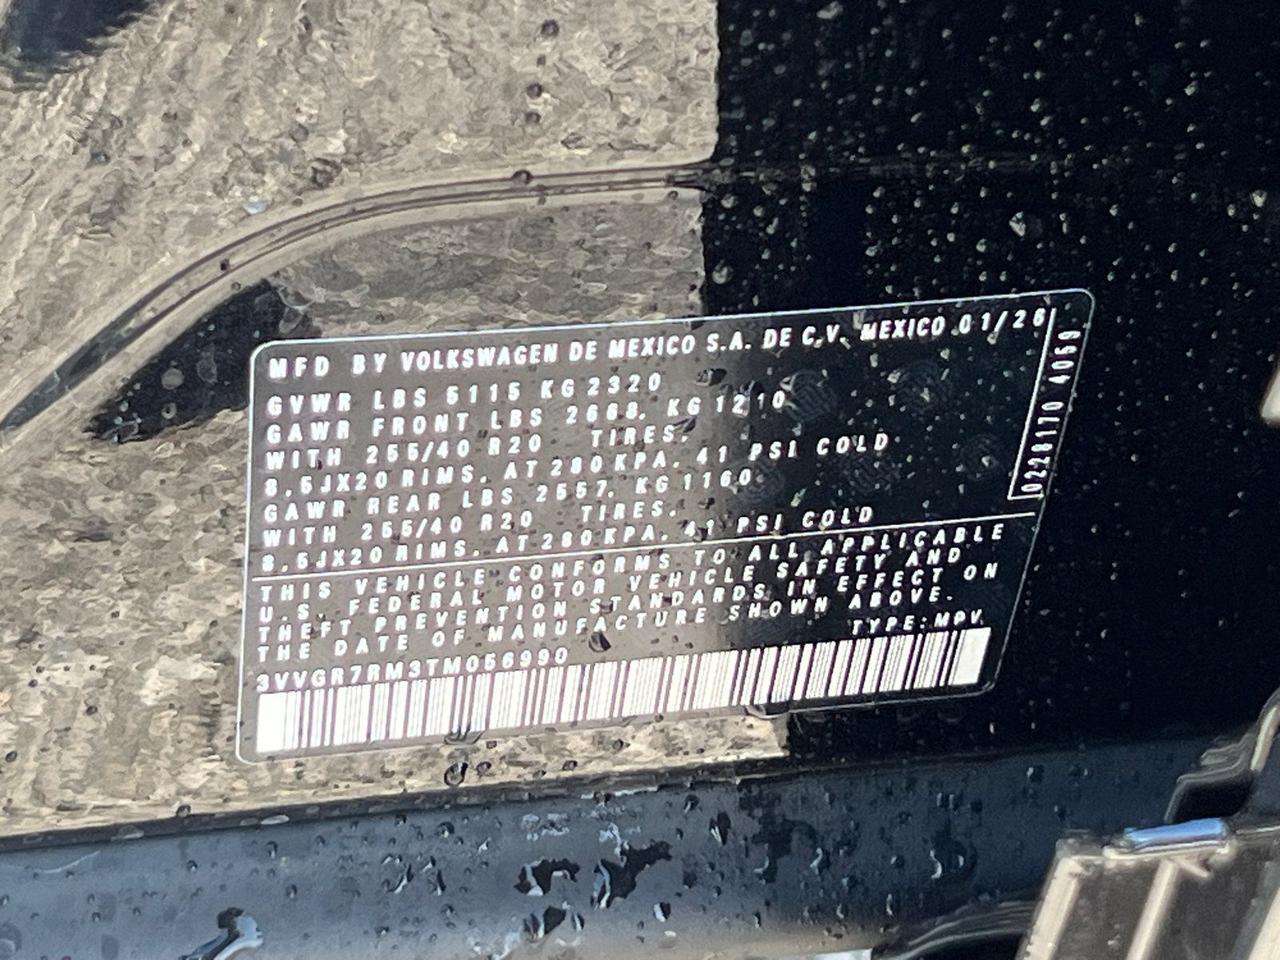 MFD BY VOLKSWAGEN DE MEXICO S.A. DE C.V. MEXICO 01/26
GVWR LBS 5115 KG 2320
GAWR FRONT LBS 2668. KG 1210
WITH 255/40 R20 TIRES.
8.5JX20 RIMS. AT 280 KPA. 41 PSI COLD
GAWR REAR LBS 2557. KG 1160
WITH 255/40 R20 TIRES.
8.5JX20 RIMS. AT 280 KPA. 41 PSI COLD
0228170 4059
THIS VEHICLE CONFORMS TO ALL APPLICABLE
U.S. FEDERAL MOTOR VEHICLE SAFETY AND
THEFT PREVENTION STANDARDS IN EFFECT ON
THE DATE OF MANUFACTURE SHOWN ABOVE.
TYPE: MPV.
3VVGR7RM3TM056990